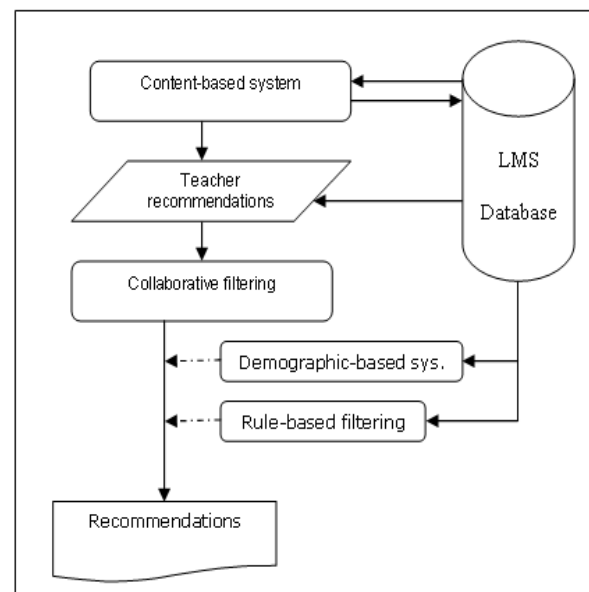 Content-based system
LMS
Database
Teacher
recommendations
Collaborative filtering
Demographic-based sys.
Rule-based filtering
Recommendations